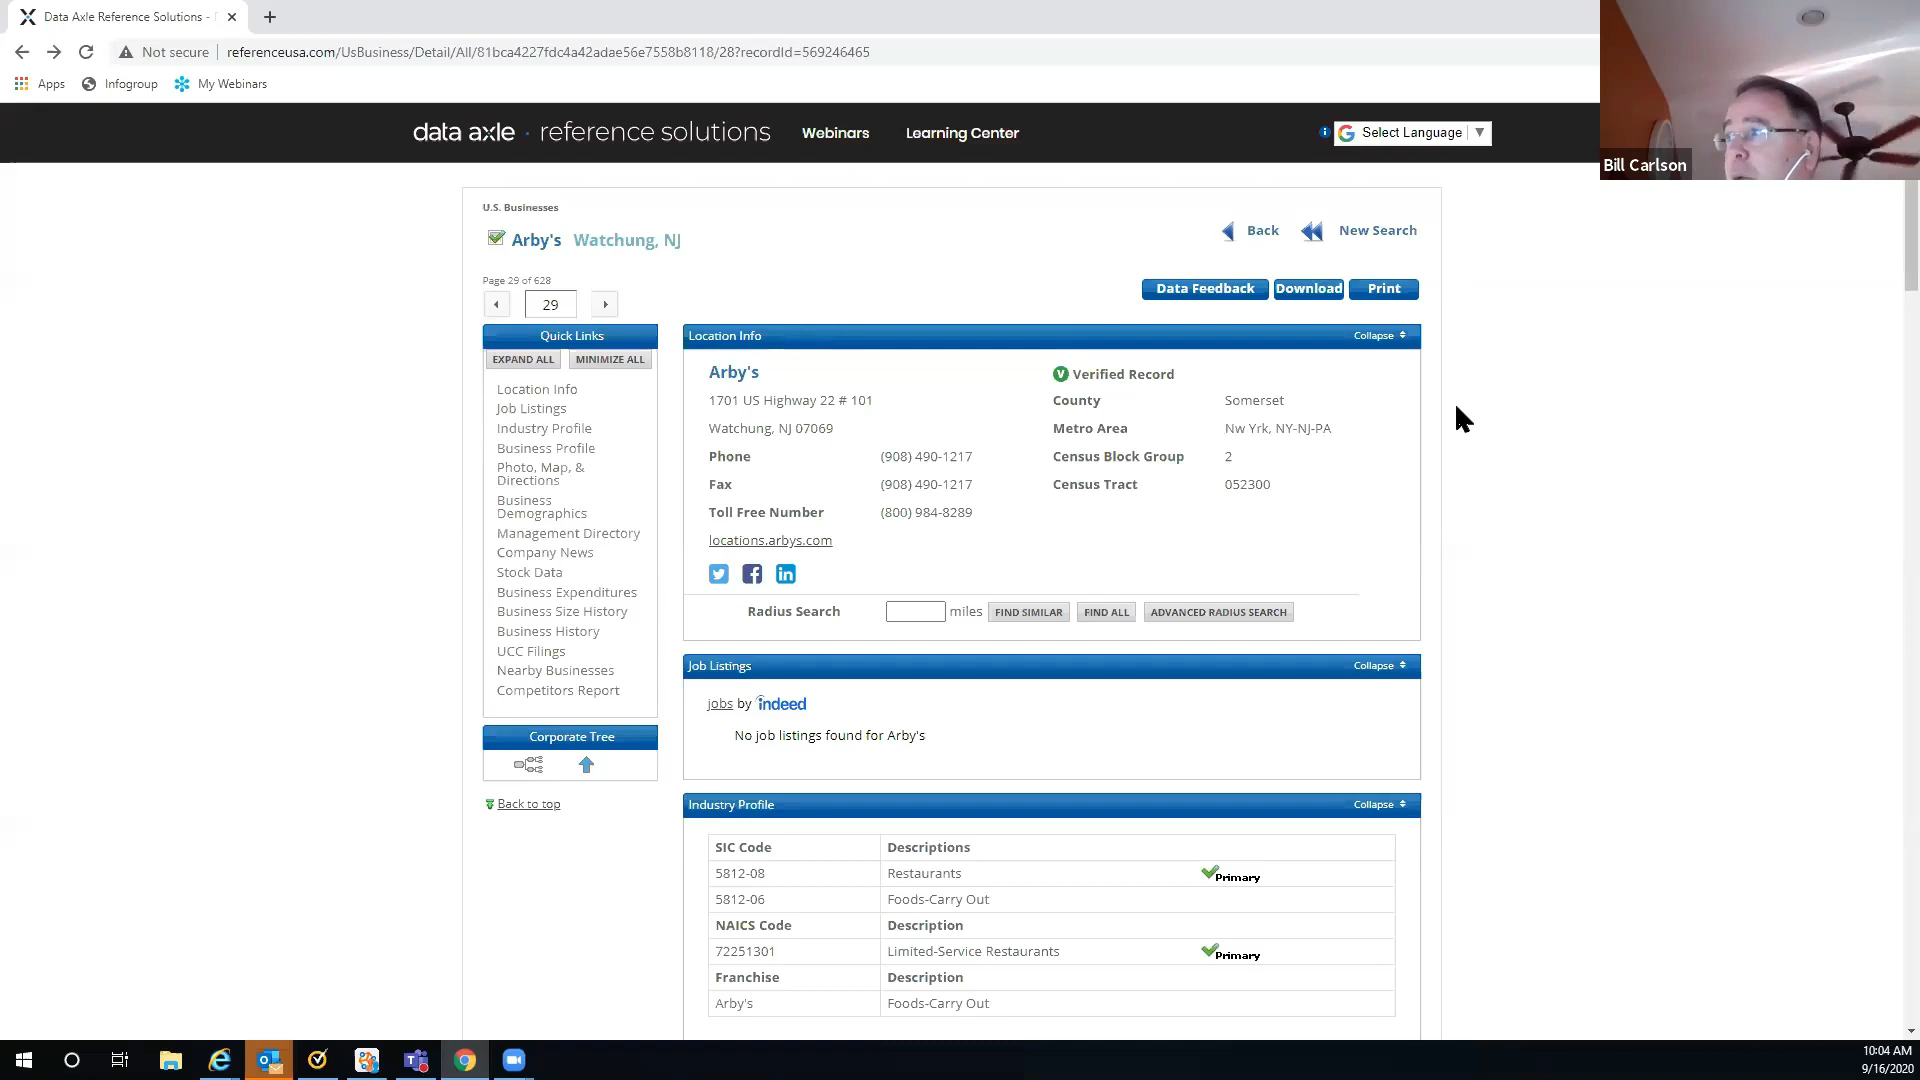 Data Axle Reference Solutions -
Not secure
referenceusa.com/UsBusiness/Detail/All/81bca4227fdc4a42adae56e7558b8118/28?recordId=569246465
Apps
Infogroup
My Webinars
Bill Carlson
data axle · reference solutions
Webinars
Learning Center
Select Language
U.S. Businesses
Arby's Watchung, NJ
Back
New Search
Page 29 of 628
29
Data Feedback
Download
Print
Quick Links
EXPAND ALL
MINIMIZE ALL
Location Info
Job Listings
Industry Profile
Business Profile
Photo, Map, &
Directions
Business
Demographics
Management Directory
Company News
Stock Data
Business Expenditures
Business Size History
Business History
UCC Filings
Nearby Businesses
Competitors Report
Corporate Tree
Back to top
Location Info
Collapse
Arby's
1701 US Highway 22 # 101
Watchung, NJ 07069
Phone (908) 490-1217
Fax (908) 490-1217
Toll Free Number (800) 984-8289
locations.arbys.com
Verified Record
County Somerset
Metro Area Nw Yrk, NY-NJ-PA
Census Block Group 2
Census Tract 052300
Radius Search miles FIND SIMILAR FIND ALL ADVANCED RADIUS SEARCH
Job Listings
Collapse
jobs by indeed
No job listings found for Arby's
Industry Profile
Collapse
SIC Code Descriptions
5812-08 Restaurants Primary
5812-06 Foods-Carry Out
NAICS Code Description
72251301 Limited-Service Restaurants Primary
Franchise Description
Arby's Foods-Carry Out
10:04 AM
9/16/2020